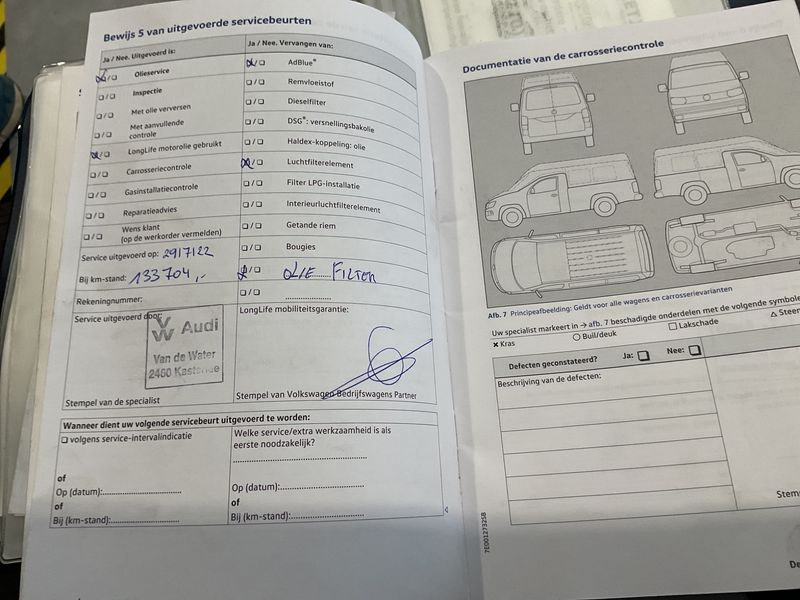 Bewijs 5 van uitgevoerde servicebeurten
Ja / Nee. Uitgevoerd is:
Olieservice
Inspectie
Met olie verversen
Met aanvullende
controle
LongLife motorolie gebruikt
Carrosseriecontrole
Gasinstallatiecontrole
Reparatieadvies
Wens klant
(op de werkorder vermelden)
Service uitgevoerd op: 29/7/22
Bij km-stand: 133704,-
Rekeningnummer:
Service uitgevoerd door:
VW Audi
Van de Water
2460 Kasterlee
Stempel van de specialist
Ja / Nee. Vervangen van:
AdBlue®
Remvloeistof
Dieselfilter
DSG®: versnellingsbakolie
Haldex-koppeling: olie
Luchtfilterelement
Filter LPG-installatie
Interieurluchtfilterelement
Getande riem
Bougies
OLIE FILTER
LongLife mobiliteitsgarantie:
Stempel van Volkswagen Bedrijfswagens Partner
Wanneer dient uw volgende servicebeurt uitgevoerd te worden:
volgens service-intervalindicatie
of
Op (datum):
of
Bij (km-stand):
Welke service/extra werkzaamheid is als
eerste noodzakelijk?
Op (datum):
of
Bij (km-stand):
Documentatie van de carrosseriecontrole
Afb. 7 Principeafbeelding: Geldt voor alle wagens en carrosserievarianten
Uw specialist markeert in → afb. 7 beschadigde onderdelen met de volgende
Kras
Buil/deuk
Lakschade
Defecten geconstateerd? Ja: Nee:
Beschrijving van de defecten:
7E0012732SB